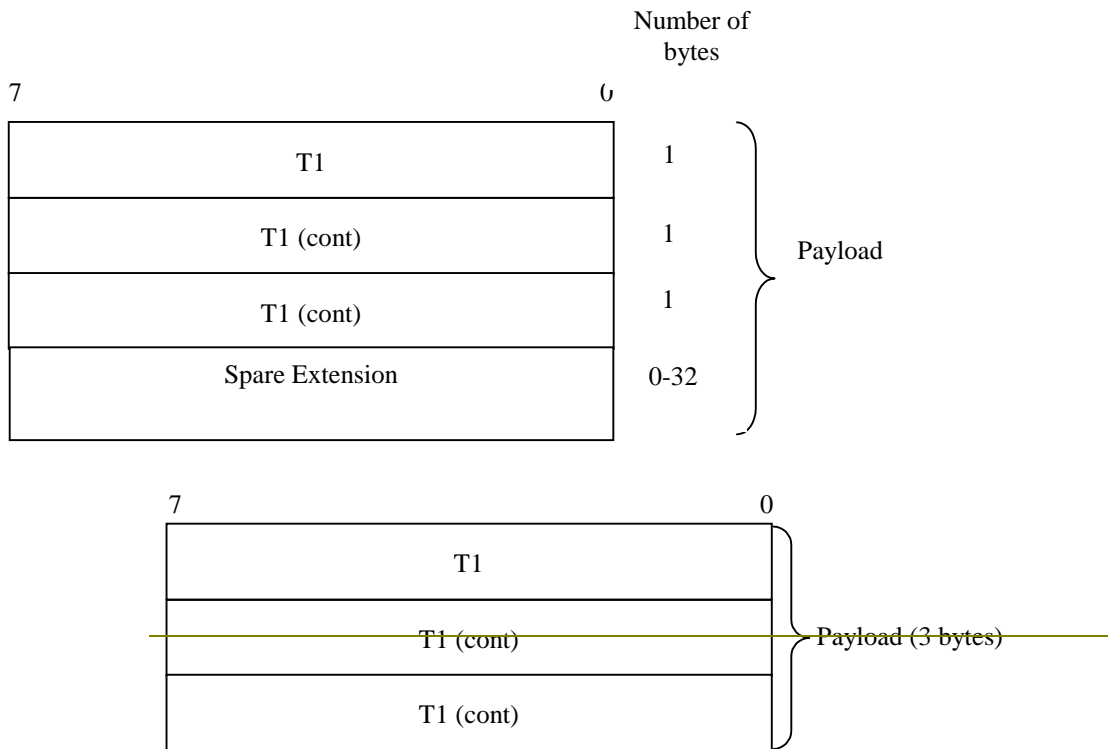 Number of
bytes
7 0
T1 1
T1 (cont) 1
Payload
T1 (cont) 1
Spare Extension 0-32
7 0
T1
T1 (cont) Payload (3 bytes)
T1 (cont)